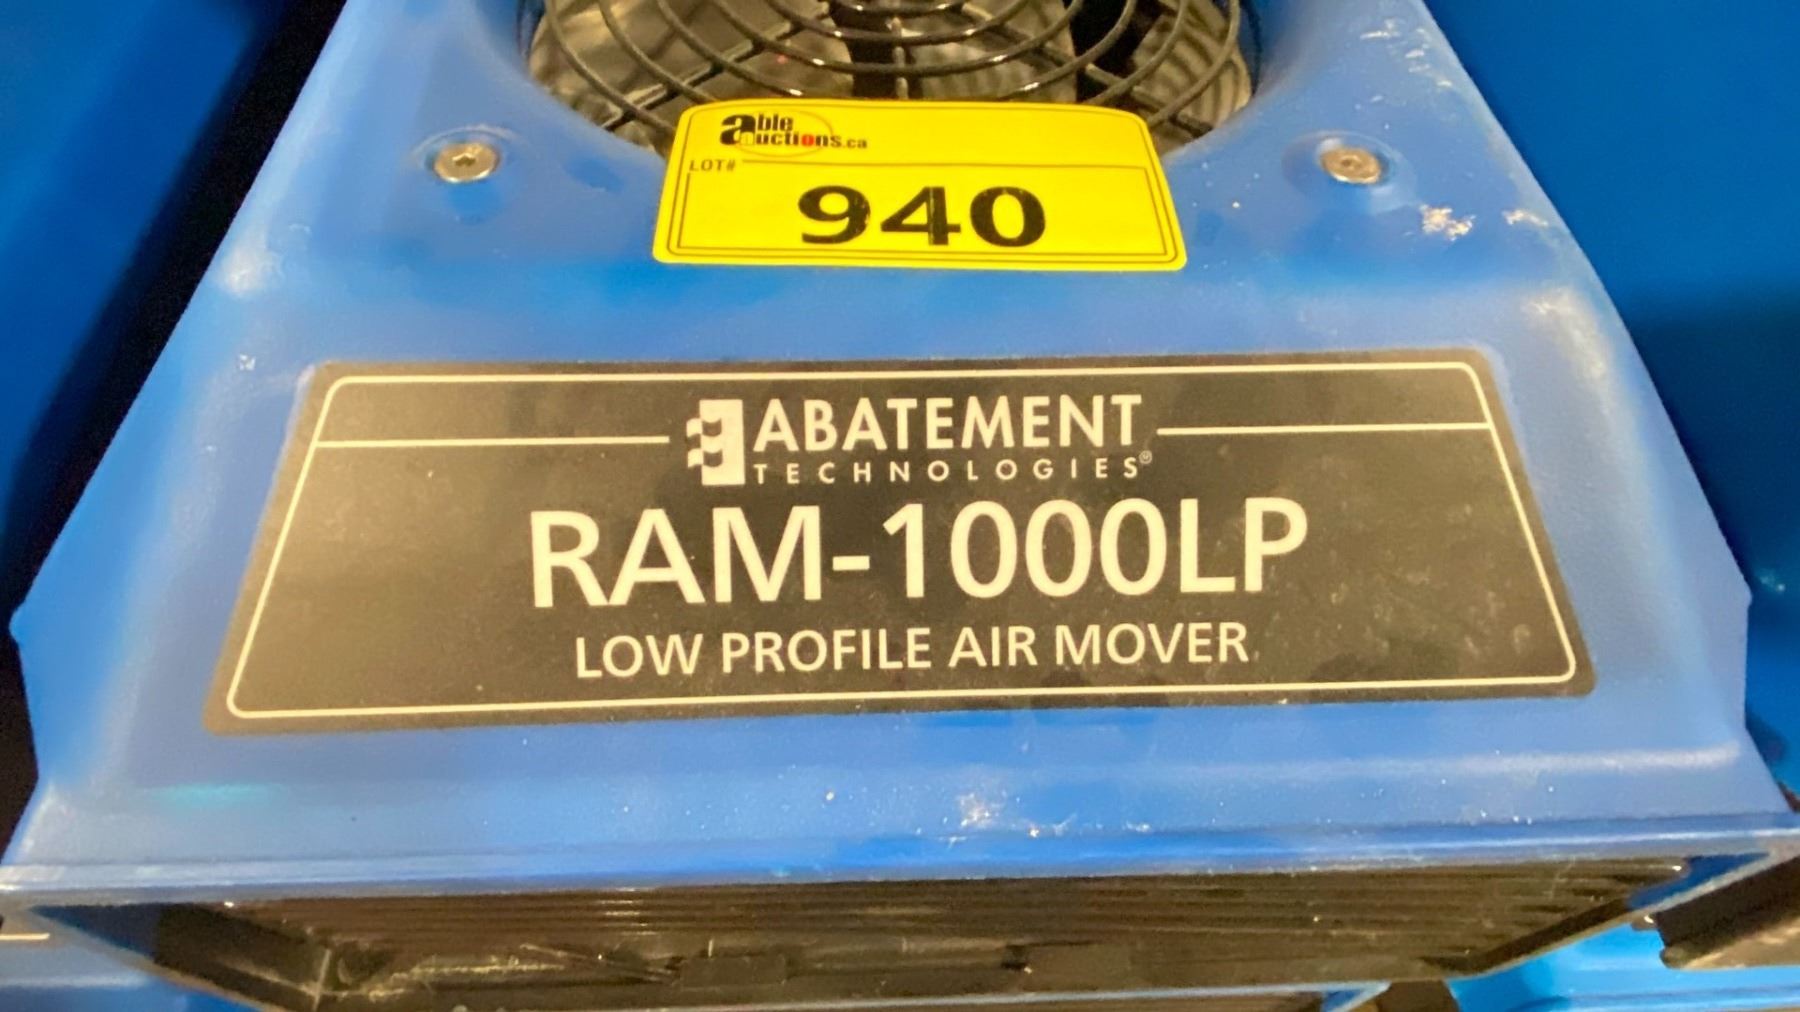 able
auctions.ca
LOT#
940
ABATEMENT
TECHNOLOGIES®
RAM-1000LP
LOW PROFILE AIR MOVER